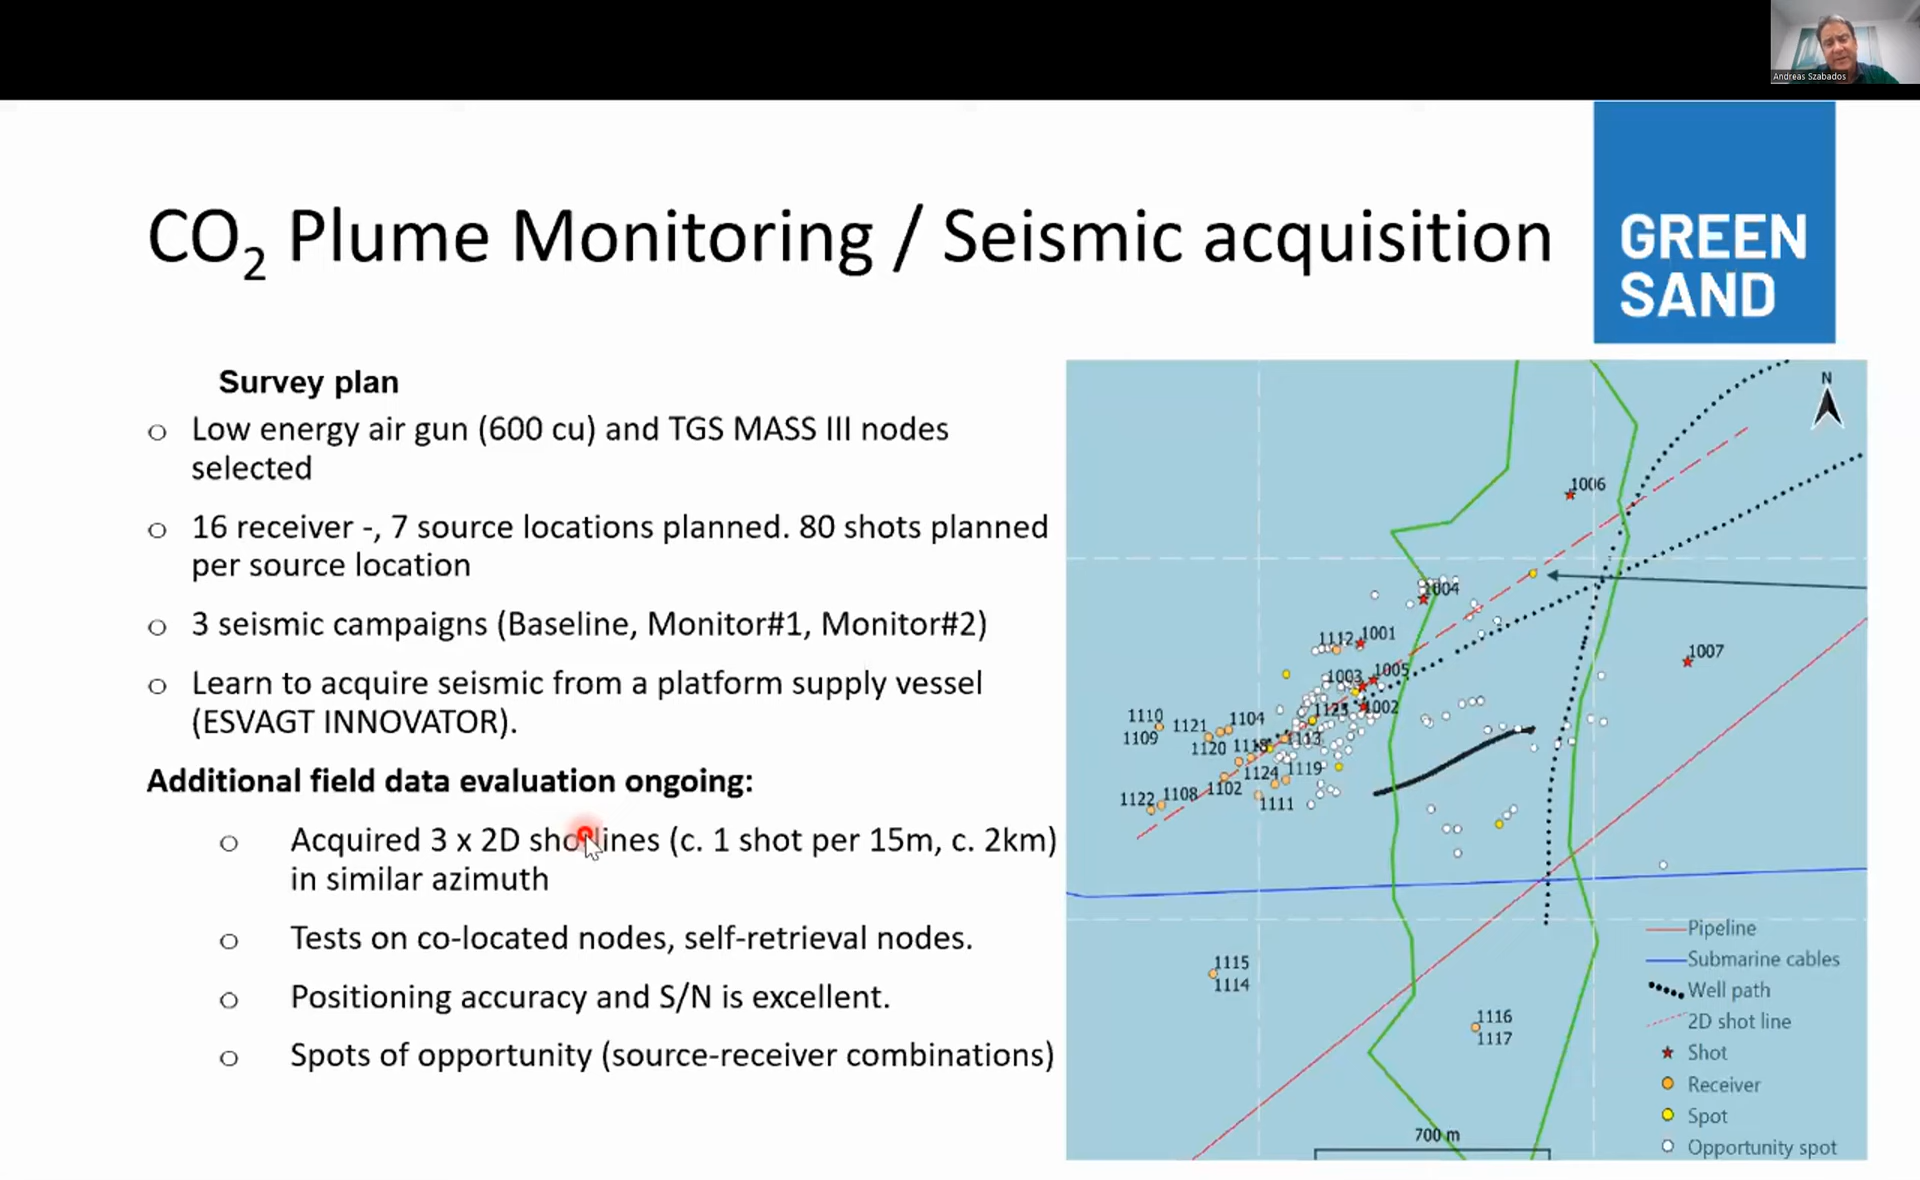 Andreas Szabados
CO2 Plume Monitoring / Seismic acquisition
GREEN
SAND
Survey plan
o Low energy air gun (600 cu) and TGS MASS III nodes
selected
o 16 receiver -, 7 source locations planned. 80 shots planned
per source location
o 3 seismic campaigns (Baseline, Monitor#1, Monitor#2)
o Learn to acquire seismic from a platform supply vessel
(ESVAGT INNOVATOR).
Additional field data evaluation ongoing:
o Acquired 3 x 2D shot lines (c. 1 shot per 15m, c. 2km)
in similar azimuth
o Tests on co-located nodes, self-retrieval nodes.
o Positioning accuracy and S/N is excellent.
o Spots of opportunity (source-receiver combinations)
N
1006
1004
1112
1001
1007
1003
1005
1002
1123
1110
1109
1121
1104
1120
1113
1124
1119
1102
1122
1108
1111
1115
1114
1116
1117
Pipeline
Submarine cables
Well path
2D shot line
Shot
Receiver
Spot
Opportunity spot
700 m